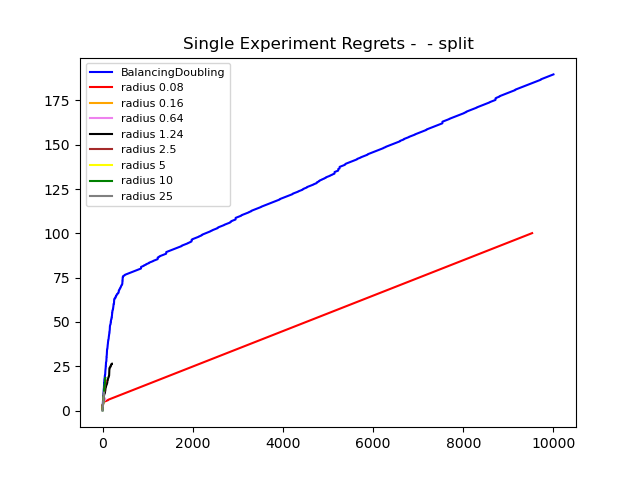 Single Experiment Regrets -  - split
BalancingDoubling
radius 0.08
radius 0.16
radius 0.64
radius 1.24
radius 2.5
radius 5
radius 10
radius 25
175
150
125
100
75
50
25
0
0 2000 4000 6000 8000 10000